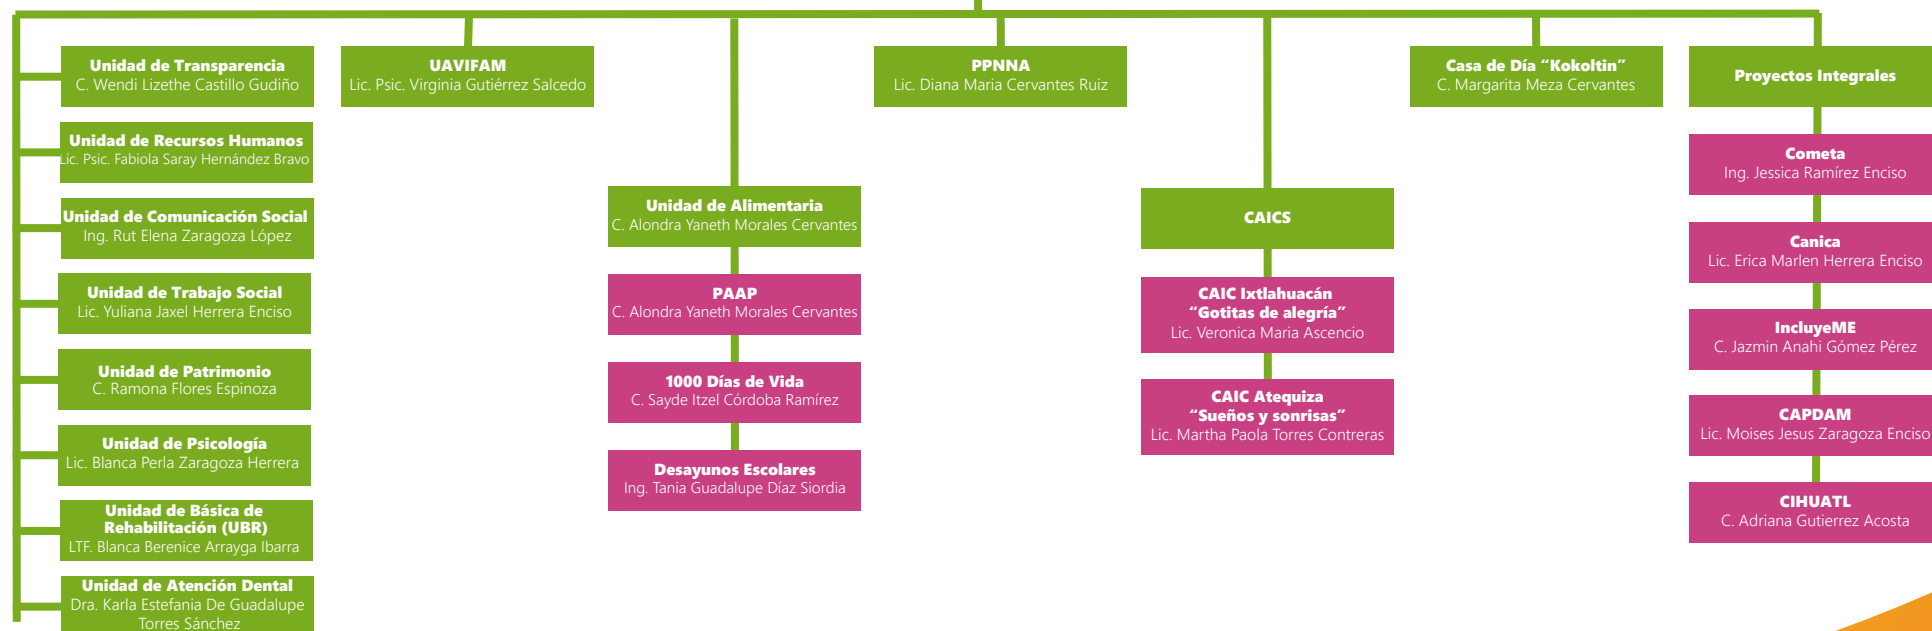 Unidad de Transparencia
C. Wendi Lizethe Castillo Gudiño
Unidad de Recursos Humanos
Lic. Psic. Fabiola Saray Hernández Bravo
Unidad de Comunicación Social
Ing. Rut Elena Zaragoza López
Unidad de Trabajo Social
Lic. Yuliana Jaxel Herrera Enciso
Unidad de Patrimonio
C. Ramona Flores Espinoza
Unidad de Psicología
Lic. Blanca Perla Zaragoza Herrera
Unidad de Básica de
Rehabilitación (UBR)
LTF. Blanca Berenice Arrayga Ibarra
Unidad de Atención Dental
Dra. Karla Estefania De Guadalupe
Torres Sánchez
UAVIFAM
Lic. Psic. Virginia Gutiérrez Salcedo
Unidad de Alimentaria
C. Alondra Yaneth Morales Cervantes
PAAP
C. Alondra Yaneth Morales Cervantes
1000 Días de Vida
C. Sayde Itzel Córdoba Ramírez
Desayunos Escolares
Ing. Tania Guadalupe Díaz Siordia
PPNNA
Lic. Diana Maria Cervantes Ruiz
CAICS
CAIC Ixtlahuacán
“Gotitas de alegría”
Lic. Veronica Maria Ascencio
CAIC Atequiza
“Sueños y sonrisas”
Lic. Martha Paola Torres Contreras
Casa de Día “Kokoltin”
C. Margarita Meza Cervantes
Proyectos Integrales
Cometa
Ing. Jessica Ramírez Enciso
Canica
Lic. Erica Marlen Herrera Enciso
IncluyeME
C. Jazmin Anahi Gómez Pérez
CAPDAM
Lic. Moises Jesus Zaragoza Enciso
CIHUATL
C. Adriana Gutierrez Acosta